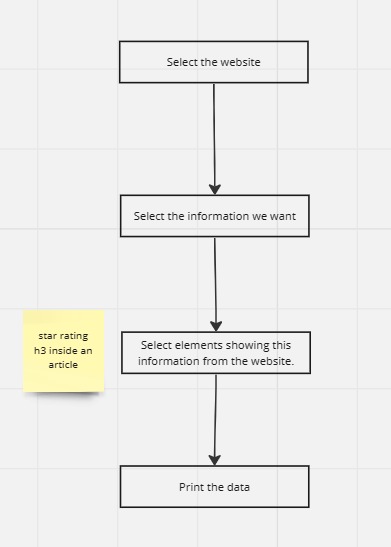 Select the website
Select the information we want
star rating
h3 inside an
article
Select elements showing this
information from the website.
Print the data